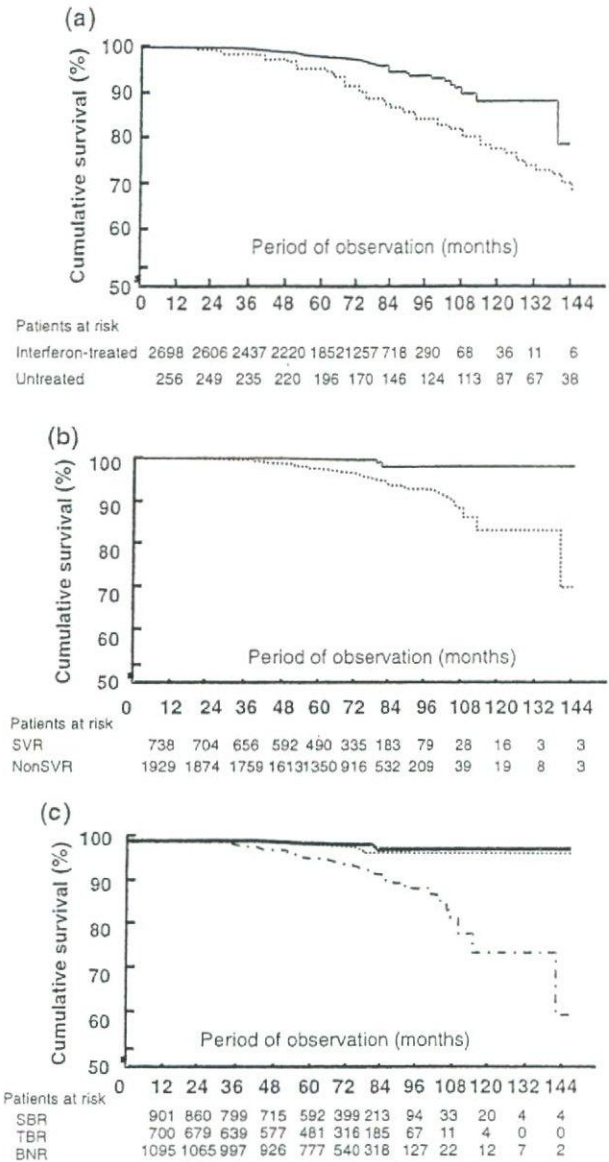 (a)
Cumulative survival (%)
100
90
80
70
60
50
Period of observation (months)
0 12 24 36 48 60 72 84 96 108 120 132 144
Patients at risk
Interferon-treated 2698 2606 2437 2220 1852 1257 718 290 68 36 11 6
Untreated 256 249 235 220 196 170 146 124 113 87 67 38
(b)
Cumulative survival (%)
100
90
80
70
60
50
Period of observation (months)
0 12 24 36 48 60 72 84 96 108 120 132 144
Patients at risk
SVR 738 704 656 592 490 335 183 79 28 16 3 3
NonSVR 1929 1874 1759 1613 1350 916 532 209 39 19 8 3
(c)
Cumulative survival (%)
100
90
80
70
60
50
Period of observation (months)
0 12 24 36 48 60 72 84 96 108 120 132 144
Patients at risk
SBR 901 860 799 715 592 399 213 94 33 20 4 4
TBR 700 679 639 577 481 316 185 67 11 4 0 0
BNR 1095 1065 997 926 777 540 318 127 22 12 7 2